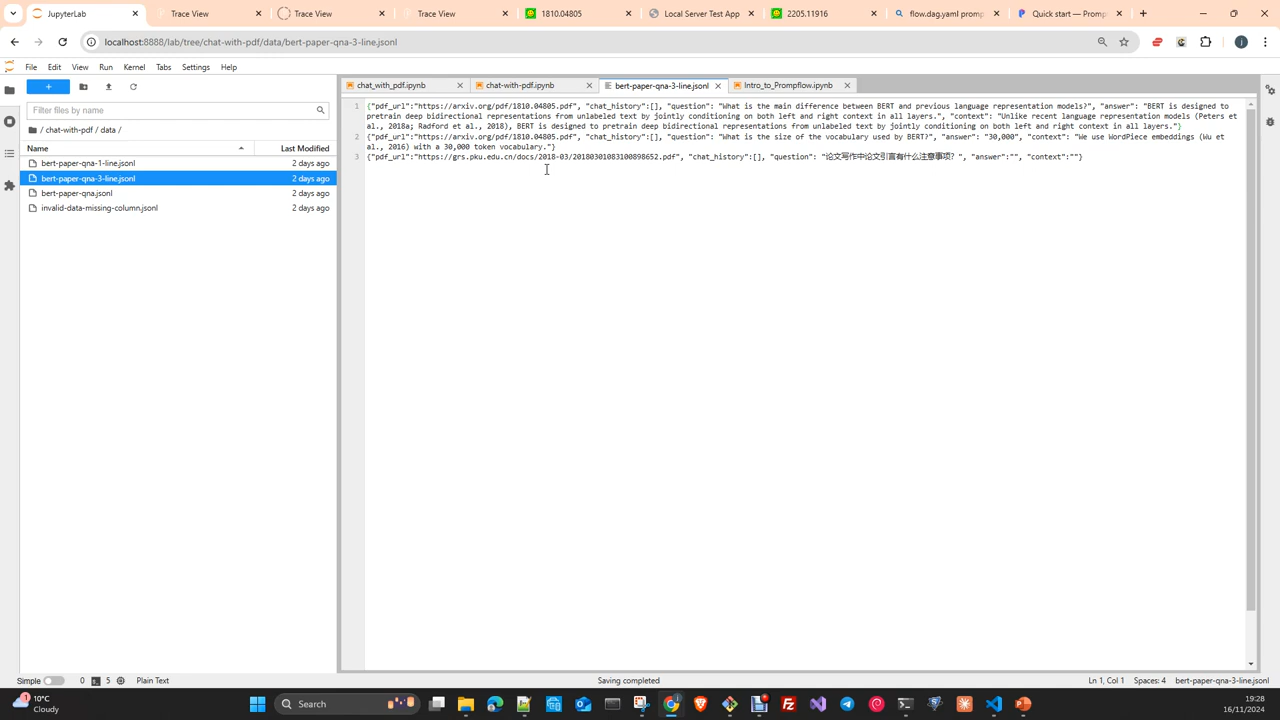 JupyterLab
Trace View
Trace View
Trace View
1810.04805
Local Server Test App
2205.11916
flow.dag.yaml promp
Quick start — Promp
localhost:8888/lab/tree/chat-with-pdf/data/bert-paper-qna-3-line.jsonl
File Edit View Run Kernel Tabs Settings Help
Filter files by name
/ chat-with-pdf / data /
Name Last Modified
bert-paper-qna-1-line.jsonl 2 days ago
bert-paper-qna-3-line.jsonl 2 days ago
bert-paper-qna.jsonl 2 days ago
invalid-data-missing-column.jsonl 2 days ago
chat_with_pdf.ipynb
chat-with-pdf.ipynb
bert-paper-qna-3-line.jsonl
Intro_to_Prompflow.ipynb
1 {"pdf_url":"https://arxiv.org/pdf/1810.04805.pdf", "chat_history":[], "question": "What is the main difference between BERT and previous language representation models?", "answer": "BERT is designed to
pretrain deep bidirectional representations from unlabeled text by jointly conditioning on both left and right context in all layers.", "context": "Unlike recent language representation models (Peters et
al., 2018a; Radford et al., 2018), BERT is designed to pretrain deep bidirectional representations from unlabeled text by jointly conditioning on both left and right context in all layers."}
2 {"pdf_url":"https://arxiv.org/pdf/1810.04805.pdf", "chat_history":[], "question": "What is the size of the vocabulary used by BERT?", "answer": "30,000", "context": "We use WordPiece embeddings (Wu et
al., 2016) with a 30,000 token vocabulary."}
3 {"pdf_url":"https://grs.pku.edu.cn/docs/2018-03/20180301083100898652.pdf", "chat_history":[], "question": "论文写作中论文引言有什么注意事项? ", "answer":"", "context":""}
Simple 0 5 Plain Text
Saving completed
Ln 1, Col 1 Spaces: 4 bert-paper-qna-3-line.jsonl
10°C
Cloudy
Search
19:28
16/11/2024